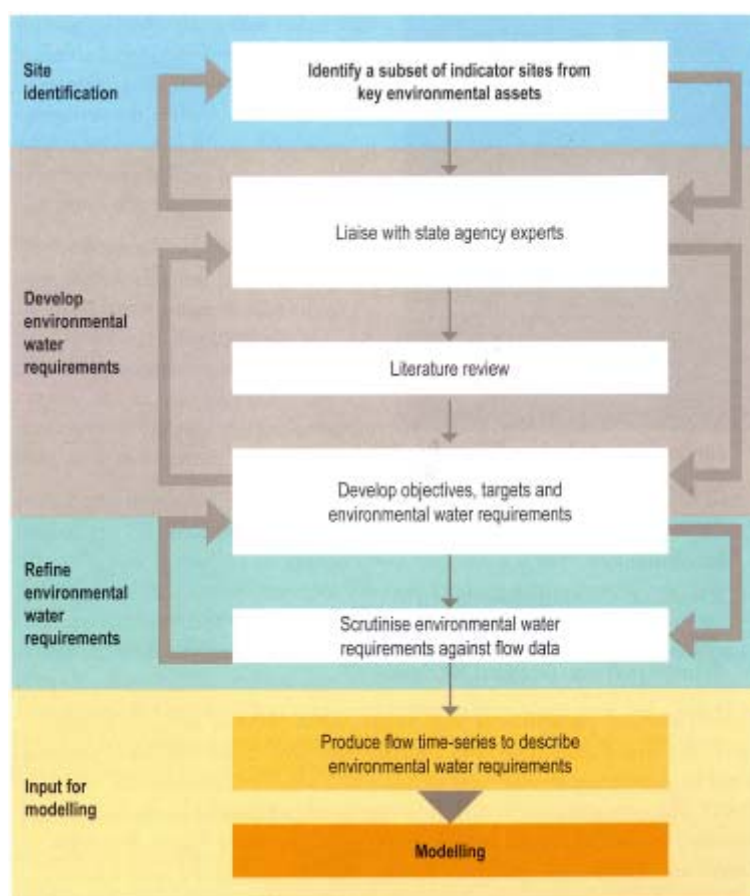 Site
identification
Identify a subset of indicator sites from
key environmental assets
Develop
environmental
water
requirements
Liaise with state agency experts
Literature review
Develop objectives, targets and
environmental water requirements
Refine
environmental
water
requirements
Scrutinise environmental water
requirements against flow data
Input for
modelling
Produce flow time-series to describe
environmental water requirements
Modelling